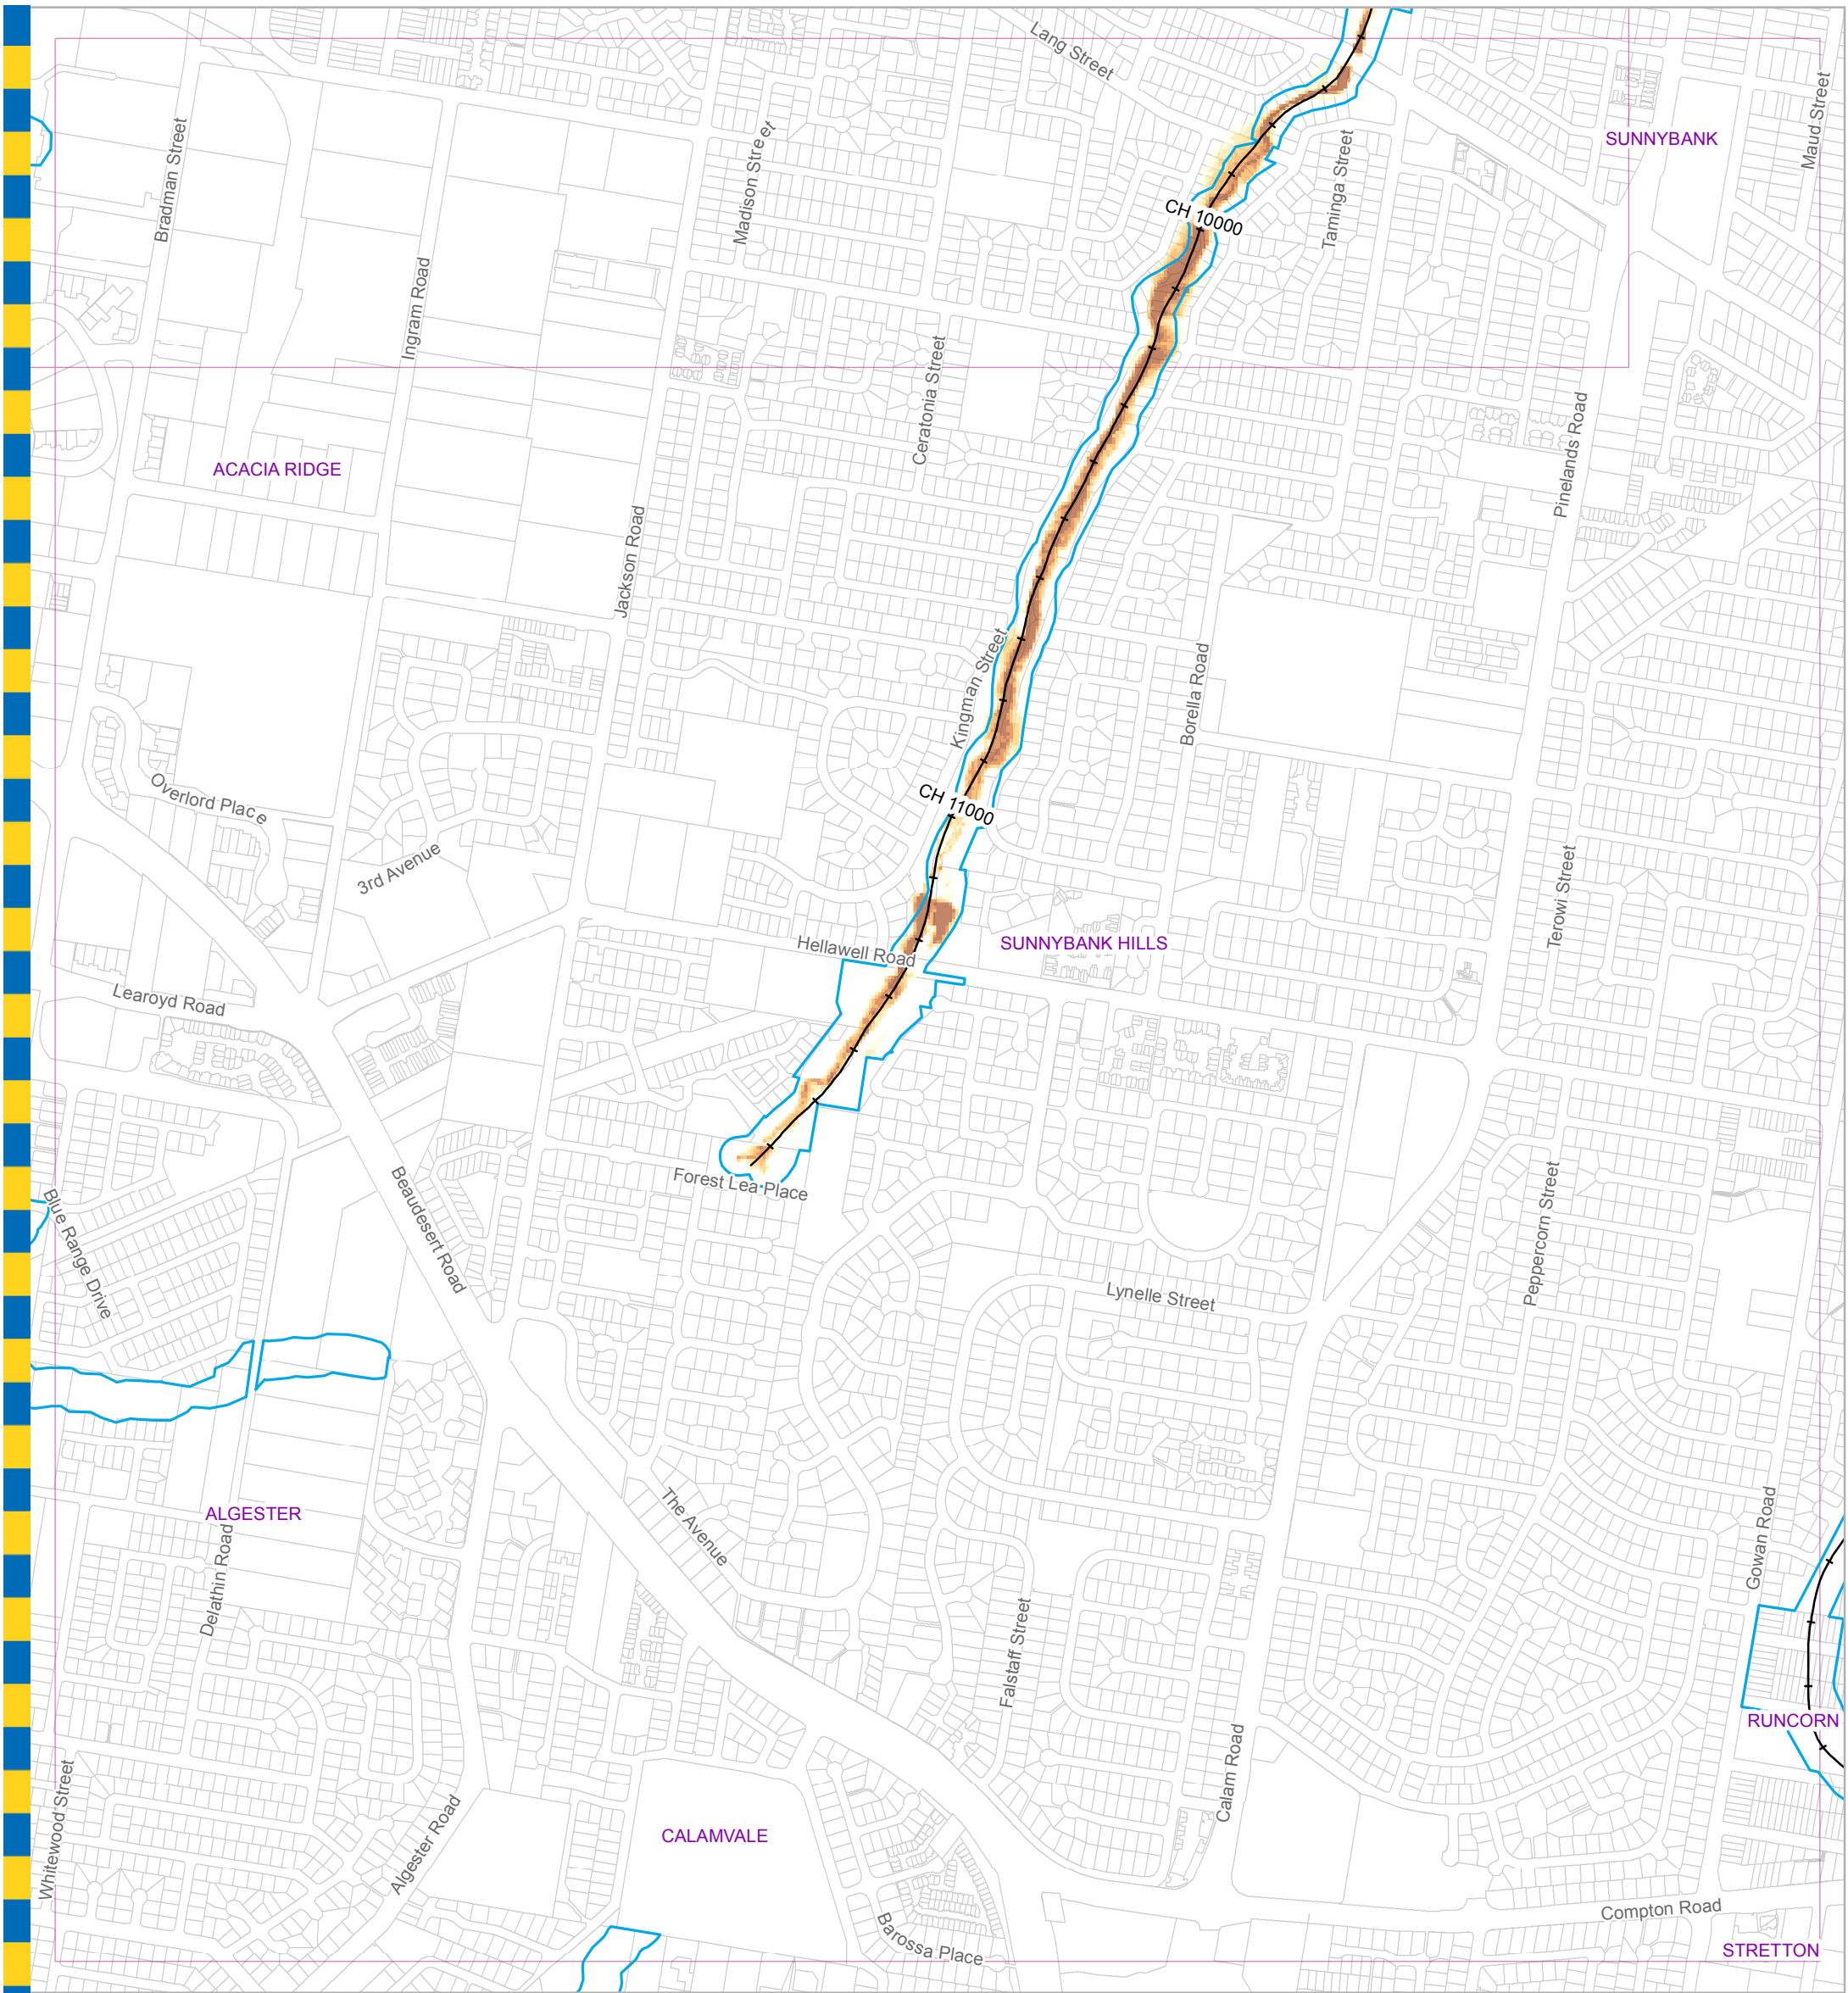 Lang Street
Maud Street
SUNNYBANK
Bradman Street
Madison Street
Taminga Street
CH 10000
Ingram Road
Ceratonia Street
Pinelands Road
ACACIA RIDGE
Jackson Road
Kingman Street
Borella Road
Overlord Place
CH 11000
3rd Avenue
Terowi Street
Hellawell Road
SUNNYBANK HILLS
Learoyd Road
Forest Lea Place
Beaudesert Road
Blue Range Drive
Peppercorn Street
Lynelle Street
ALGESTER
The Avenue
Gowan Road
Delathin Road
Falstaff Street
RUNCORN
Calam Road
Whitewood Street
Algester Road
CALAMVALE
Compton Road
Barossa Place
STRETTON